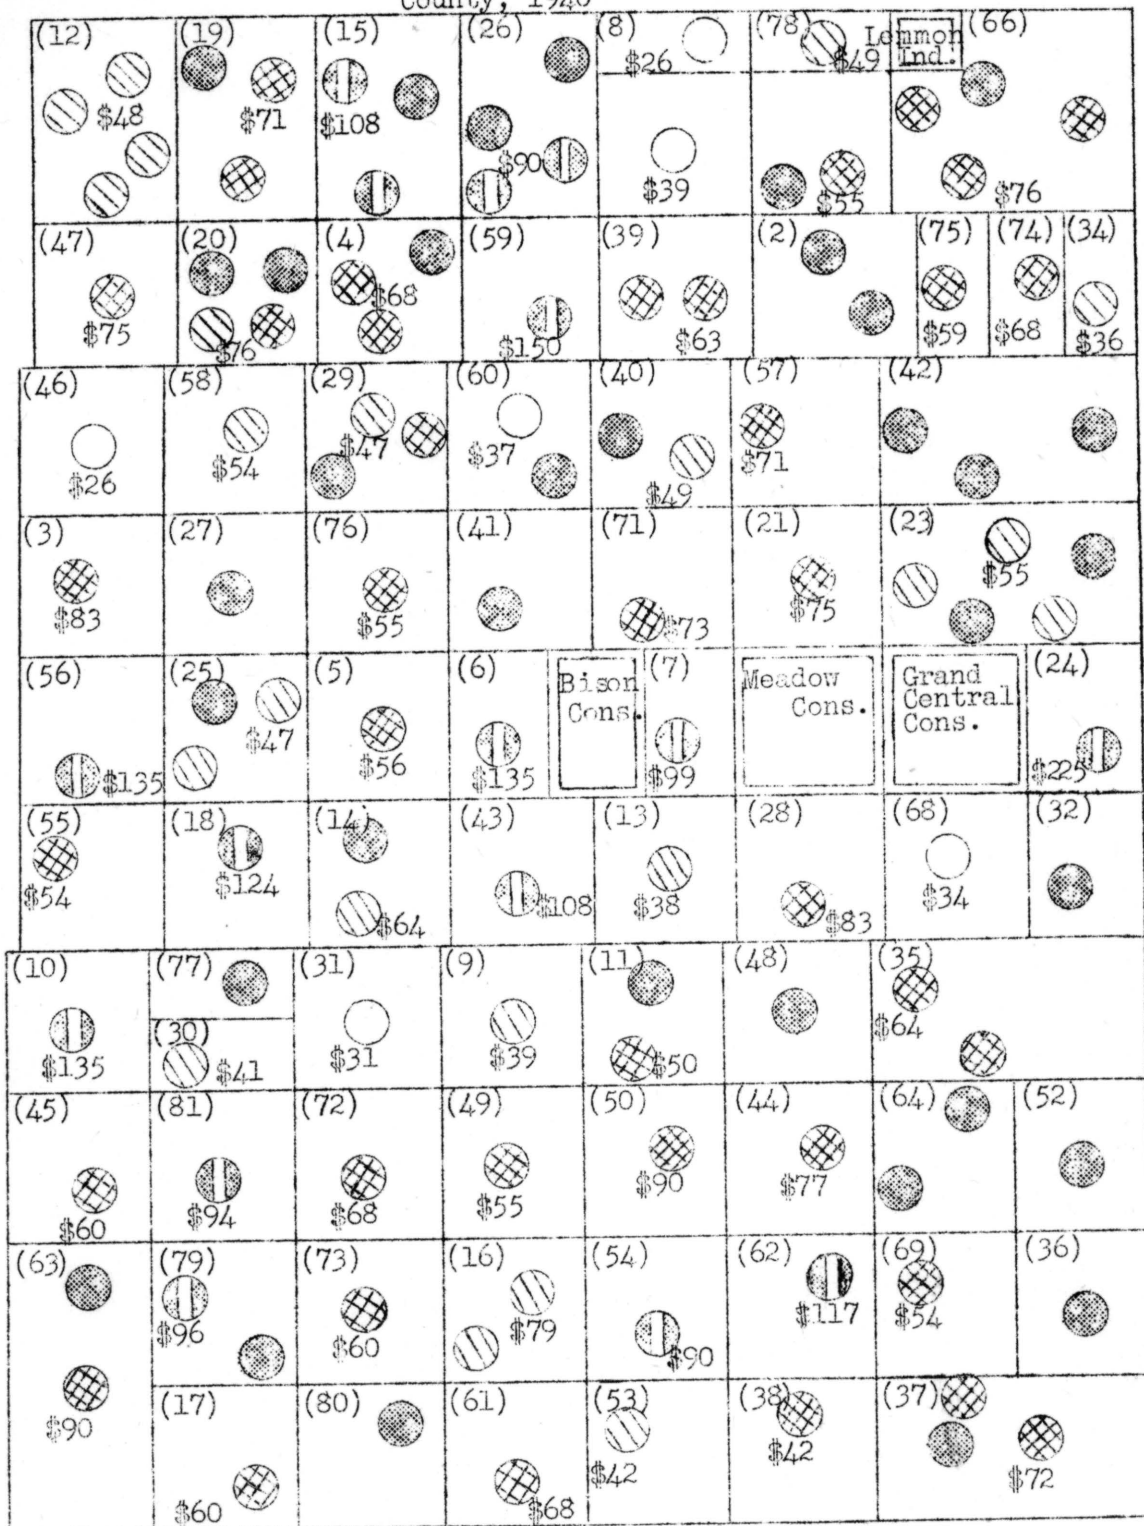 County, 1940
(12) (19) (15) (26) (8) (78) Lemmon (66)
$26 $49 Ind.
$48 $71 $108
$90 $39 $55 $76
(47) (20) (4) (59) (39) (2) (75) (74) (34)
$68
$75 $76 $150 $63 $59 $68 $36
(46) (58) (29) (60) (40) (57) (42)
$26 $54 $47 $37 $49 $71
(3) (27) (76) (41) (71) (21) (23)
$83 $55 $73 $75 $55
(56) (25) (5) (6) Bison (7) Meadow Grand (24)
Cons. Cons. Central
Cons.
$135 $47 $56 $135 $99 $225
(55) (18) (14) (43) (13) (28) (68) (32)
$54 $124 $64 $108 $38 $83 $34
(10) (77) (31) (9) (11) (48) (35)
(30)
$135 $41 $31 $39 $50 $64
(45) (81) (72) (49) (50) (44) (64) (52)
$60 $94 $68 $55 $90 $77
(63) (79) (73) (16) (54) (62) (69) (36)
$96 $60 $79 $90 $117 $54
(17) (80) (61) (53) (38) (37)
$90 $60 $68 $42 $42 $72